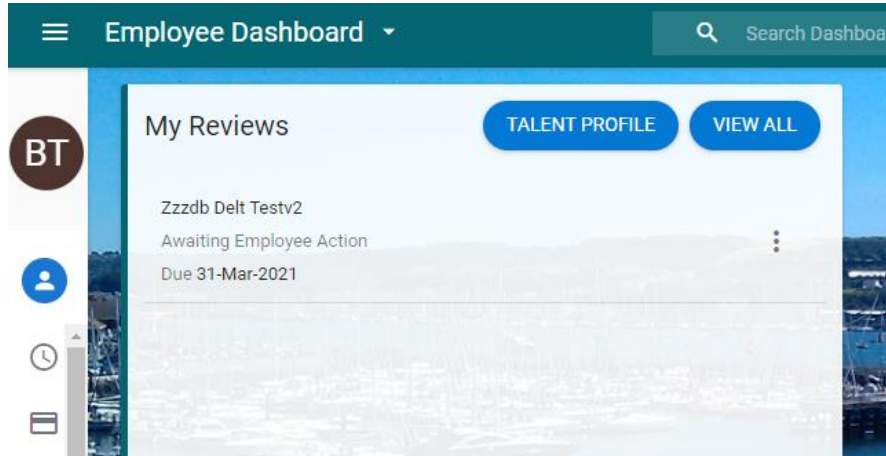 Employee Dashboard
Search Dashboa
BT
My Reviews
TALENT PROFILE
VIEW ALL
Zzzdb Delt Testv2
Awaiting Employee Action
Due 31-Mar-2021